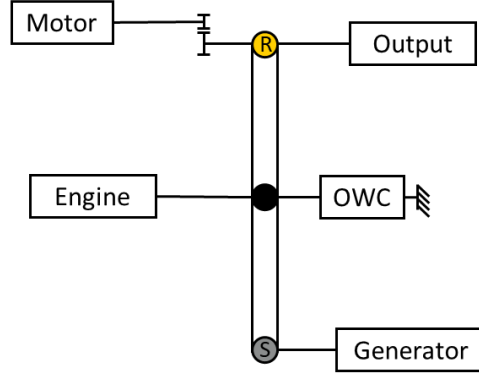 Motor
R
Output
Engine
OWC
S
Generator